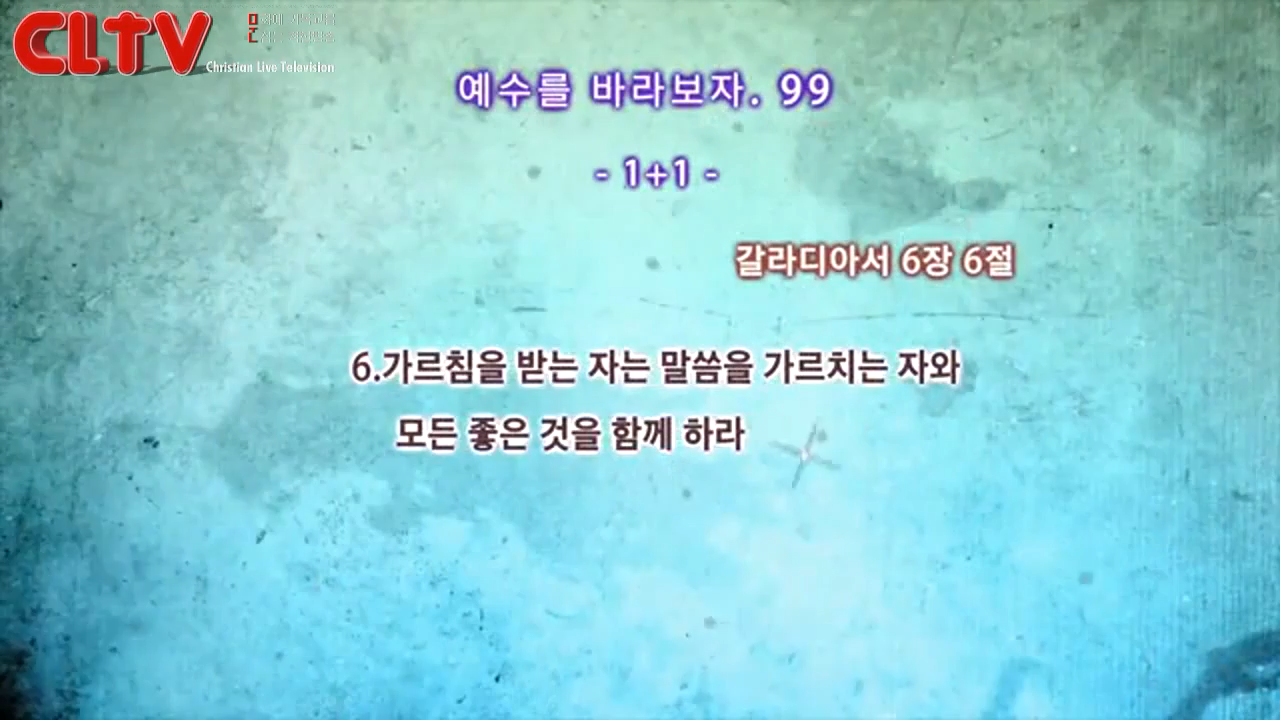 CLTV
Christian Live Television
예수를 바라보자. 99
- 1+1 -
갈라디아서 6장 6절
6.가르침을 받는 자는 말씀을 가르치는 자와
모든 좋은 것을 함께 하라